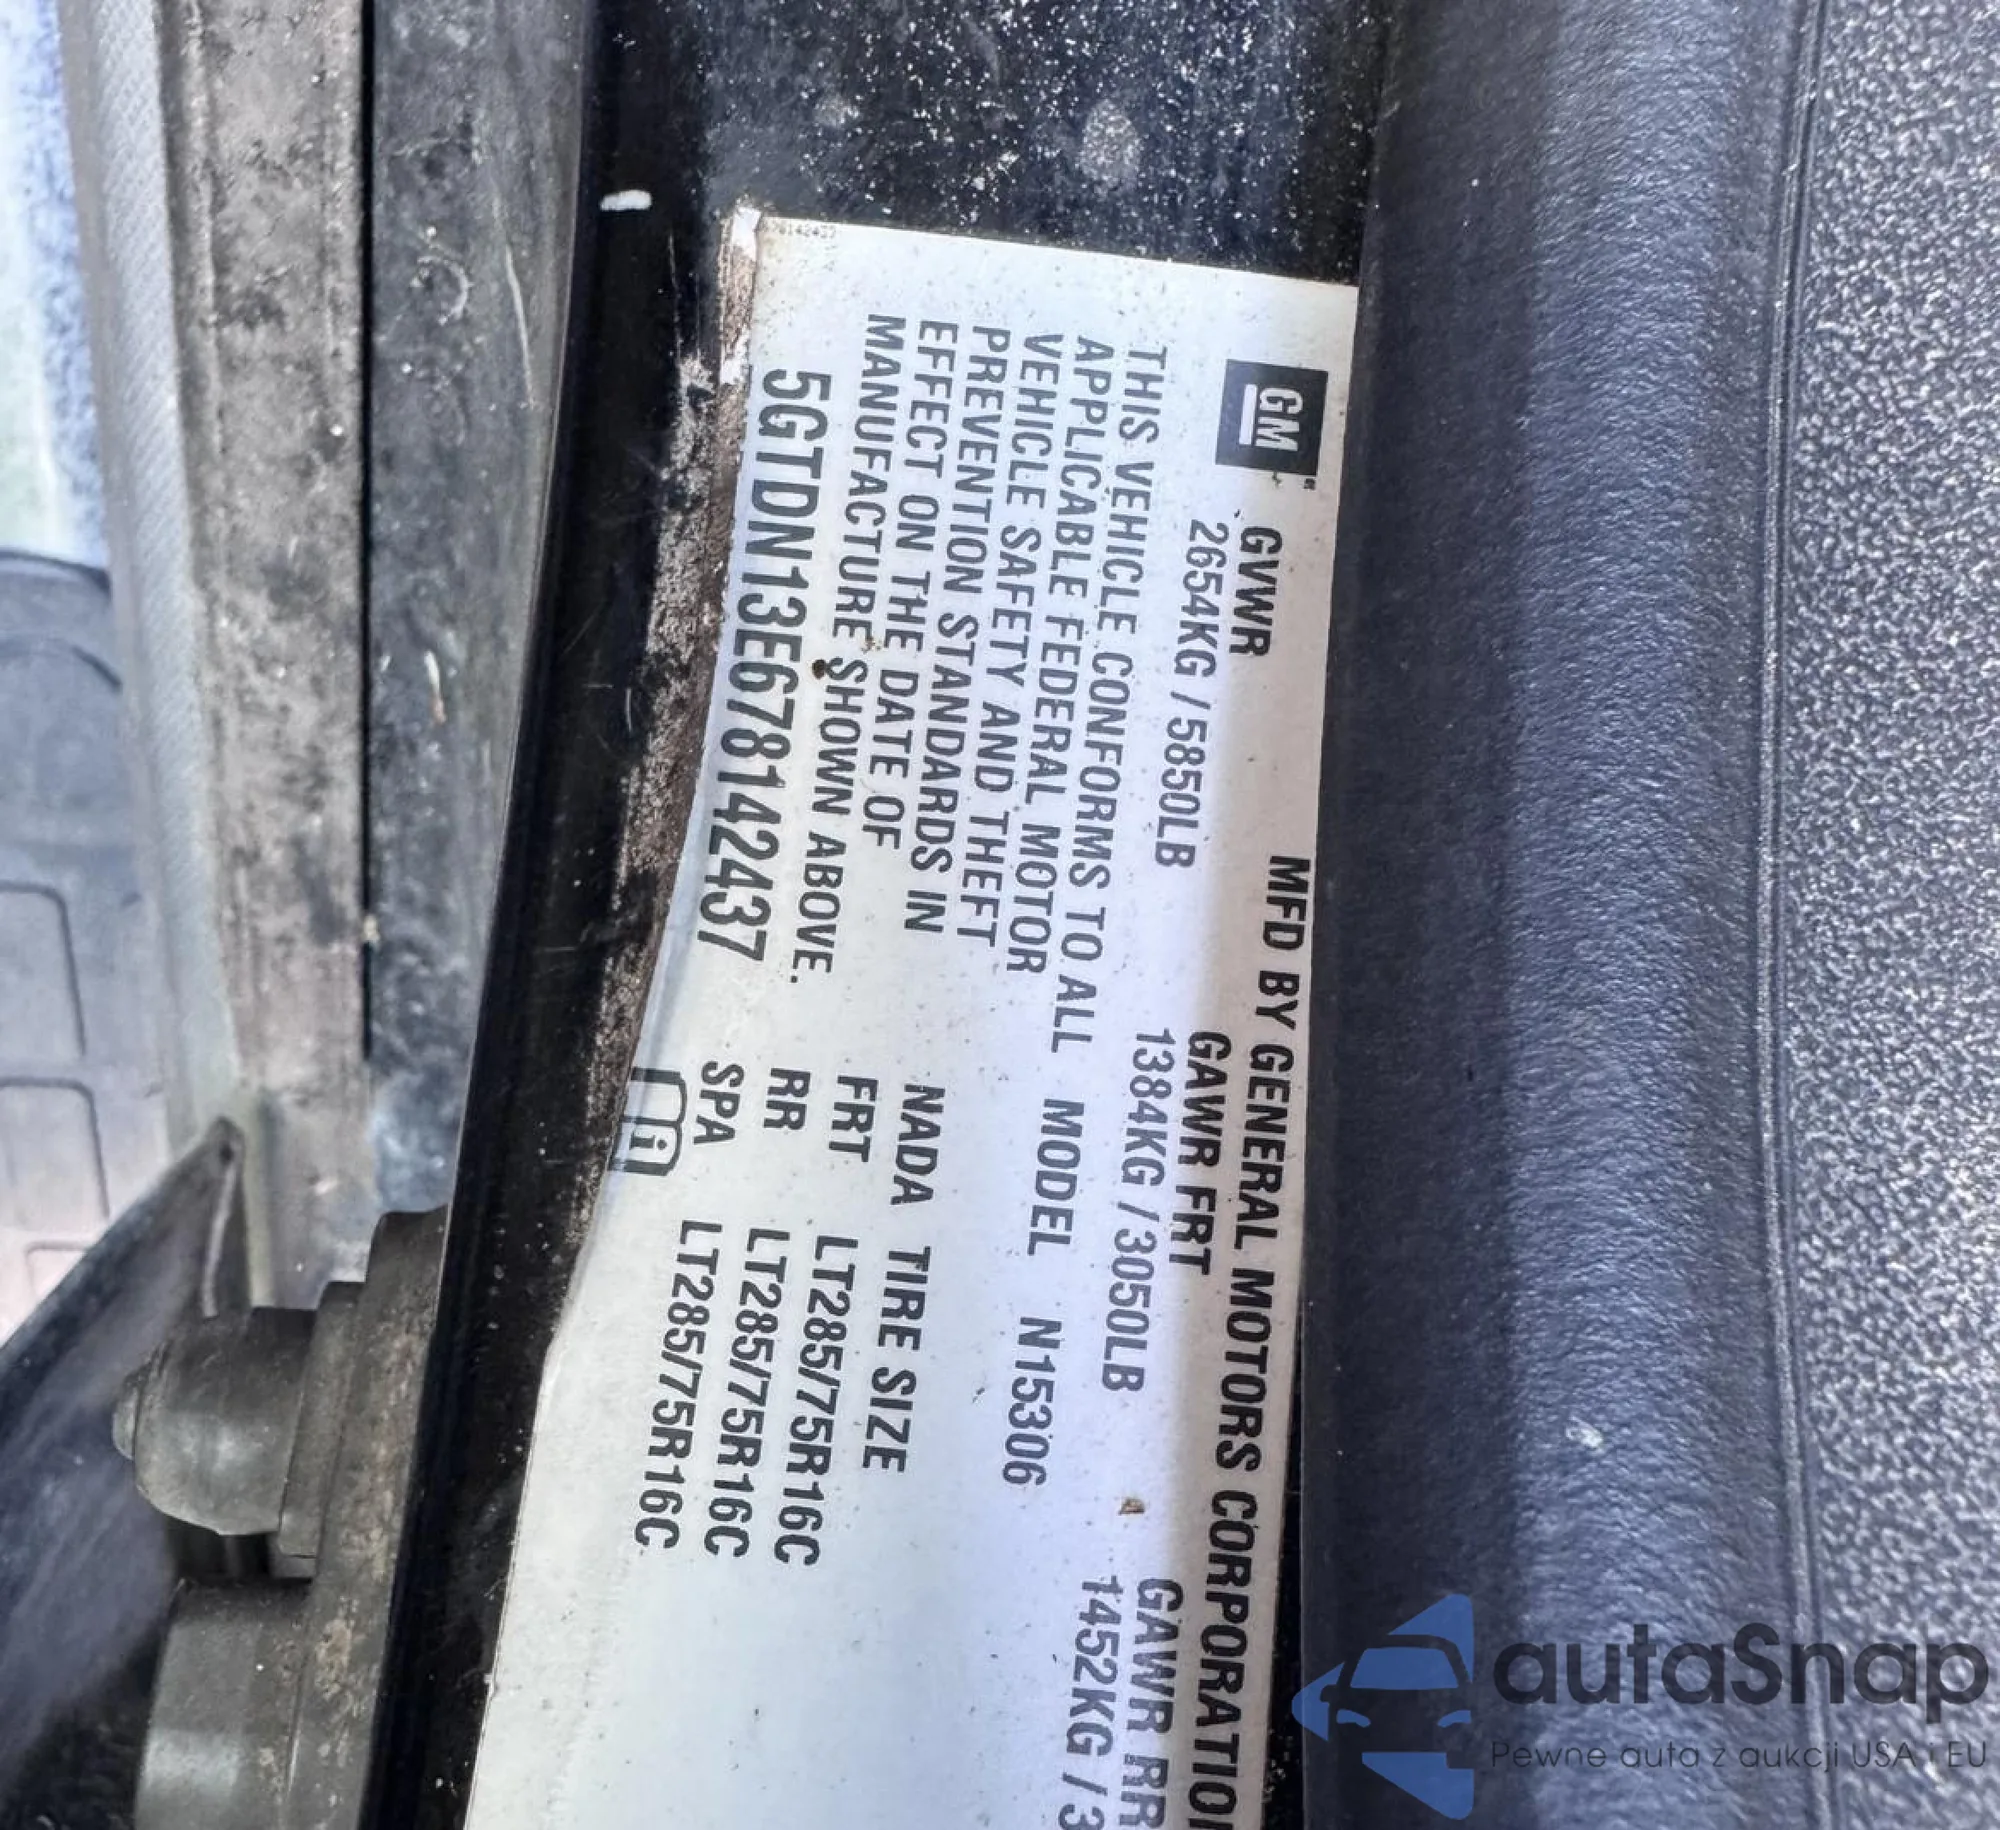 GM
MFD BY GENERAL MOTORS CORPORATION
GVWR GAWR FRT GAWR RR
2654KG / 5850LB 1384KG / 3050LB 1452KG / 3
THIS VEHICLE CONFORMS TO ALL
APPLICABLE FEDERAL MOTOR
VEHICLE SAFETY AND THEFT
PREVENTION STANDARDS IN
EFFECT ON THE DATE OF
MANUFACTURE SHOWN ABOVE.
5GTDN13E678142437
MODEL N15306
NADA TIRE SIZE
FRT LT285/75R16C
RR LT285/75R16C
SPA LT285/75R16C
autaSnap
Pewne auta z aukcji USA i EU